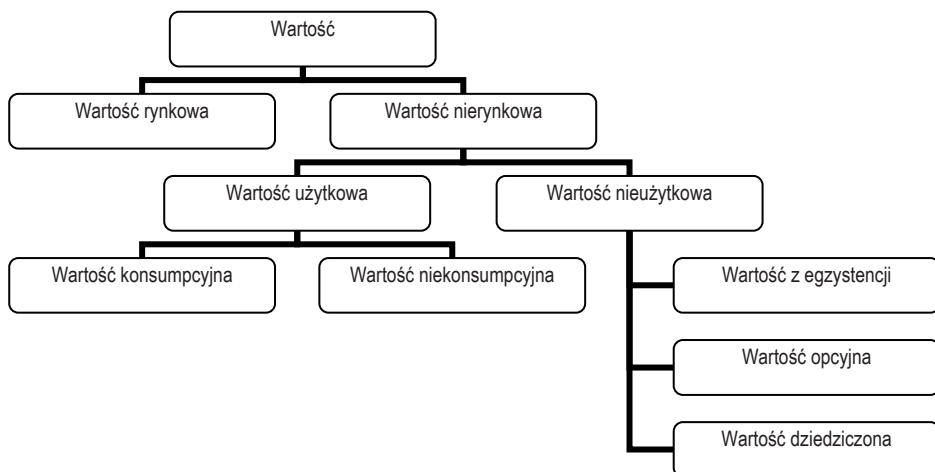 Wartość
Wartość rynkowa
Wartość nierynkowa
Wartość użytkowa
Wartość nieużytkowa
Wartość konsumpcyjna
Wartość niekonsumpcyjna
Wartość z egzystencji
Wartość opcyjna
Wartość dziedziczona